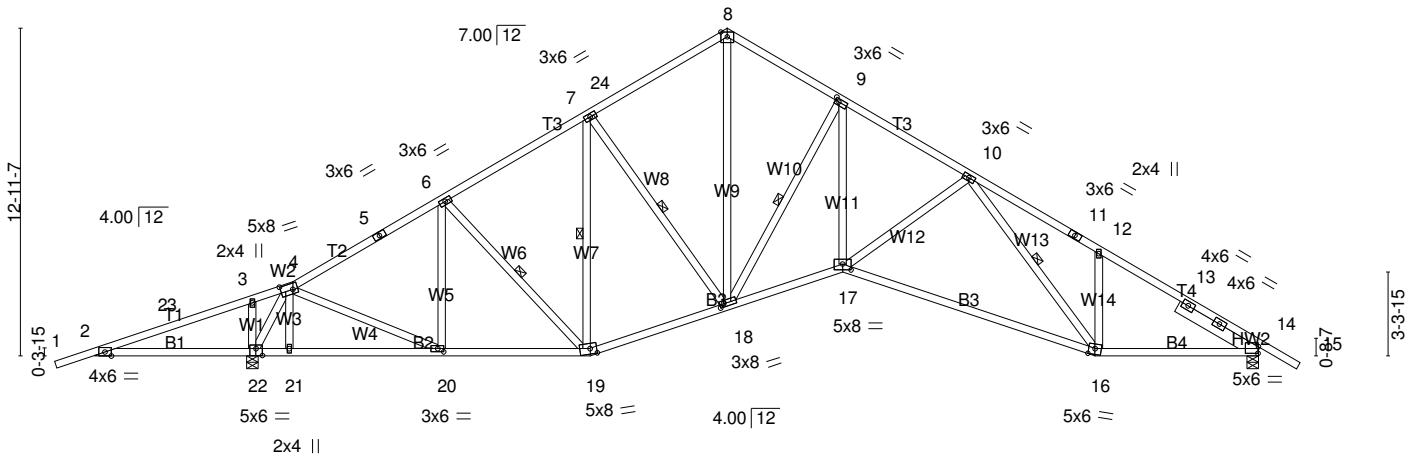 8
7.00 12
3x6
3x6
9
24
7
T3
T3
3x6
10
3x6
W8
W10
2x4
3x6
6
W9
3x6
12-11-7
W11
11
4.00 12
5
12
5x8
W12
W13
W6
W7
2x4
T2
4x6
W2
4
13
4x6
3
T4
W5
17
B3
W14
23
T1
B3
3-3-15
W1
W3
5x8
14
1
2
W4
18
0-3-15
B1
B2
B4
HW2
15
0-8-7
3x8
4x6
22
21
20
19
16
5x6
5x6
3x6
5x8
4.00 12
5x6
2x4